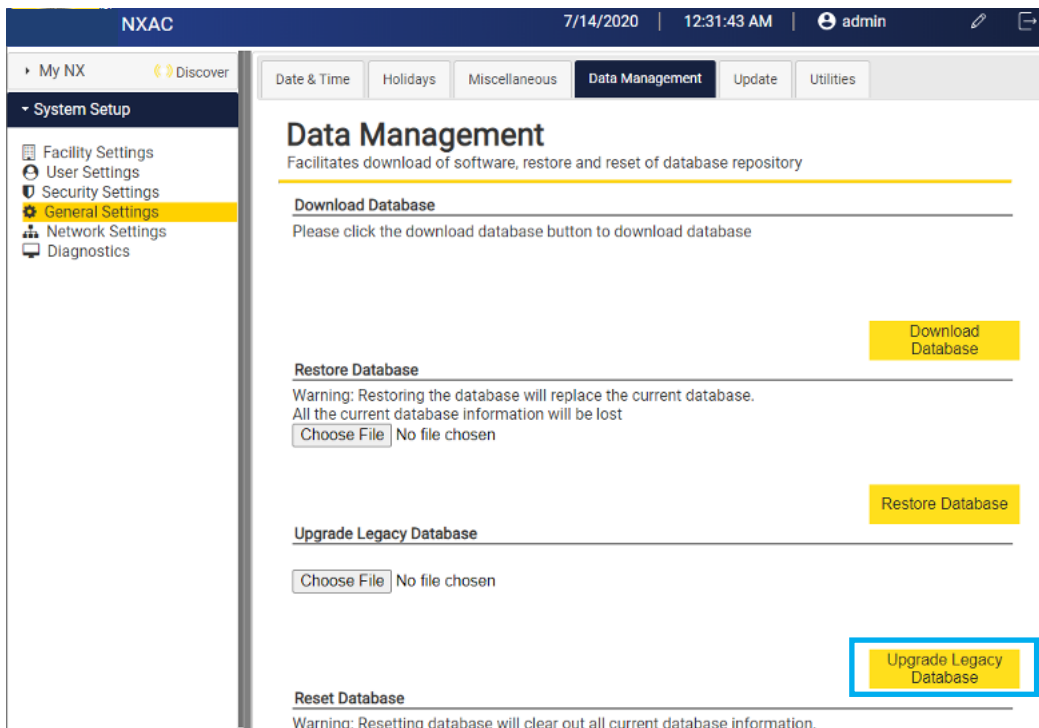 NXAC 7/14/2020 | 12:31:43 AM | admin
My NX Discover
System Setup
Facility Settings
User Settings
Security Settings
General Settings
Network Settings
Diagnostics
Date & Time Holidays Miscellaneous Data Management Update Utilities
Data Management
Facilitates download of software, restore and reset of database repository
Download Database
Please click the download database button to download database
Download
Database
Restore Database
Warning: Restoring the database will replace the current database.
All the current database information will be lost
Choose File No file chosen
Restore Database
Upgrade Legacy Database
Choose File No file chosen
Upgrade Legacy
Database
Reset Database
Warning: Resetting database will clear out all current database information.